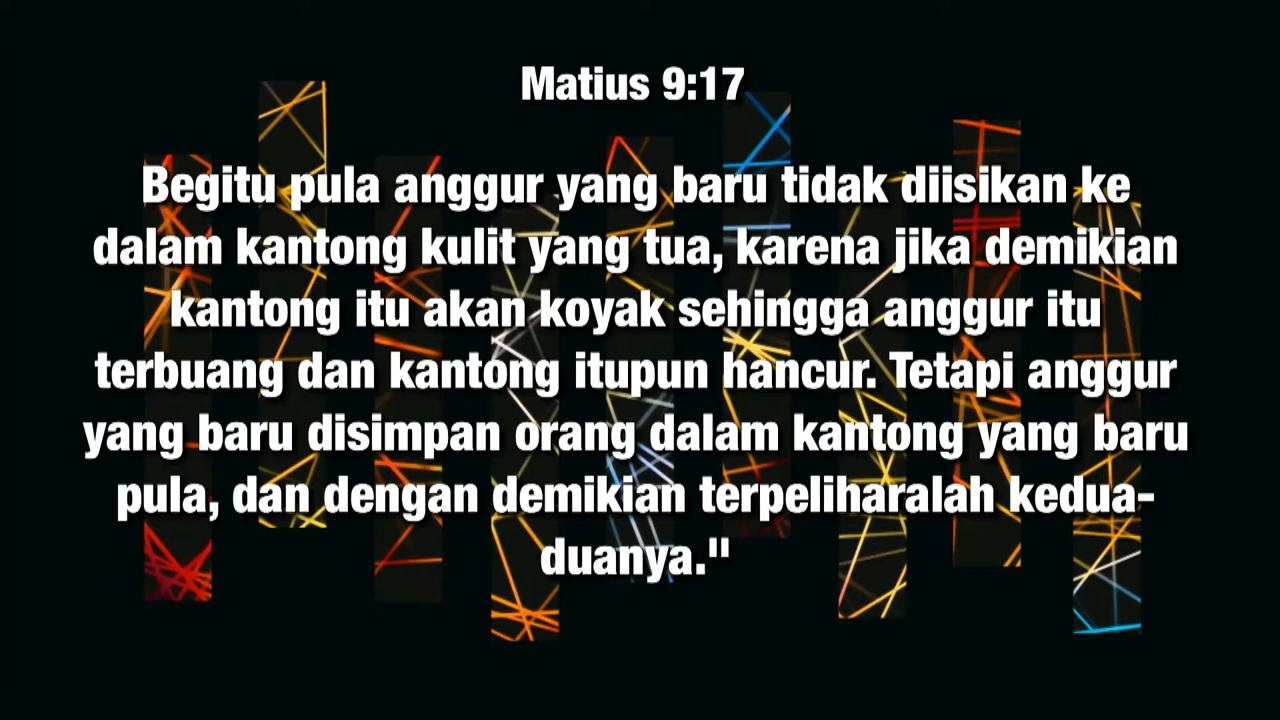 Matius 9:17
Begitu pula anggur yang baru tidak diisikan ke
dalam kantong kulit yang tua, karena jika demikian
kantong itu akan koyak sehingga anggur itu
terbuang dan kantong itupun hancur. Tetapi anggur
yang baru disimpan orang dalam kantong yang baru
pula, dan dengan demikian terpeliharalah kedua-
duanya."